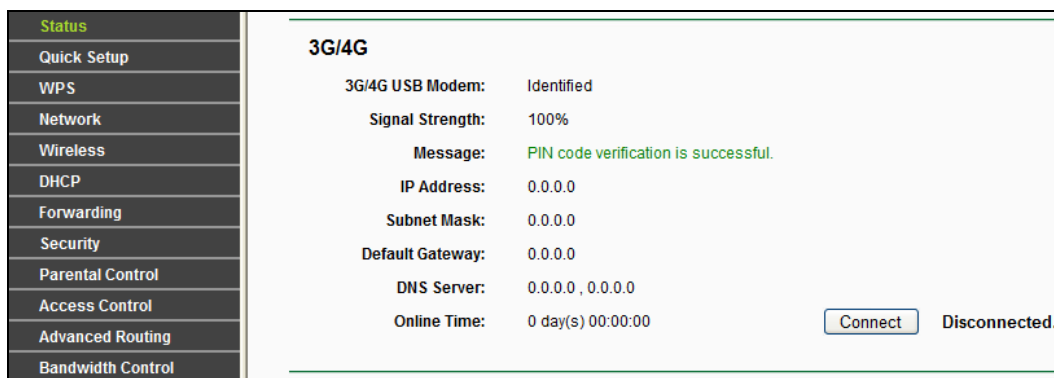 Status
Quick Setup
WPS
Network
Wireless
DHCP
Forwarding
Security
Parental Control
Access Control
Advanced Routing
Bandwidth Control
3G/4G
3G/4G USB Modem: Identified
Signal Strength: 100%
Message: PIN code verification is successful.
IP Address: 0.0.0.0
Subnet Mask: 0.0.0.0
Default Gateway: 0.0.0.0
DNS Server: 0.0.0.0 , 0.0.0.0
Online Time: 0 day(s) 00:00:00 Connect Disconnected.